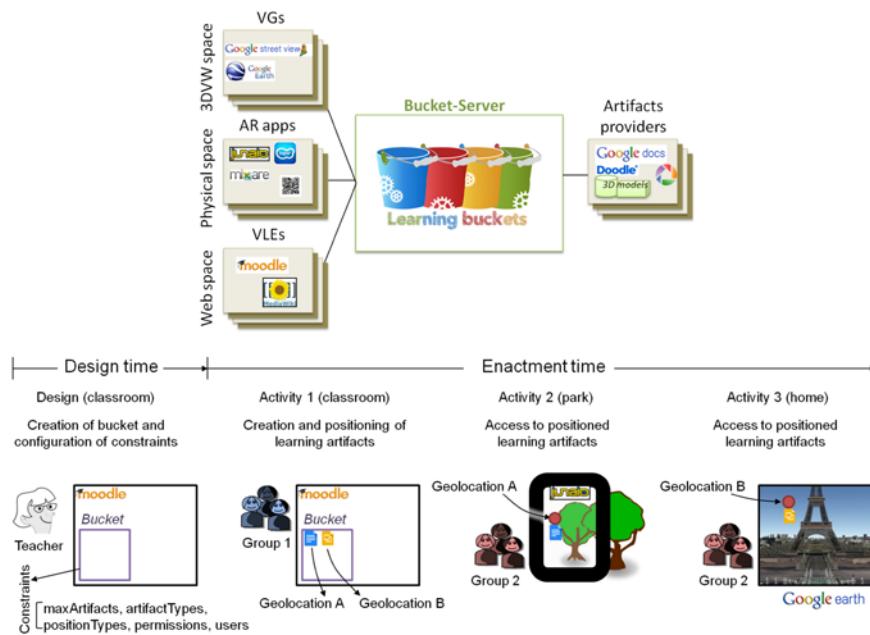 VGs
3DVW space
Google street view
Google Earth
AR apps
Physical space
junaio
mixare
VLEs
Web space
moodle
MediaWiki
Bucket-Server
Learning buckets
Artifacts
providers
Google docs
Doodle
3D models
Design time
Enactment time
Design (classroom)
Creation of bucket and
configuration of constraints
Activity 1 (classroom)
Creation and positioning of
learning artifacts
Activity 2 (park)
Access to positioned
learning artifacts
Activity 3 (home)
Access to positioned
learning artifacts
moodle
Bucket
Teacher
Constraints
maxArtifacts, artifactTypes,
positionTypes, permissions, users
moodle
Bucket
Group 1
Geolocation A
Geolocation B
Geolocation A
junaio
Group 2
Geolocation B
Group 2
Google earth